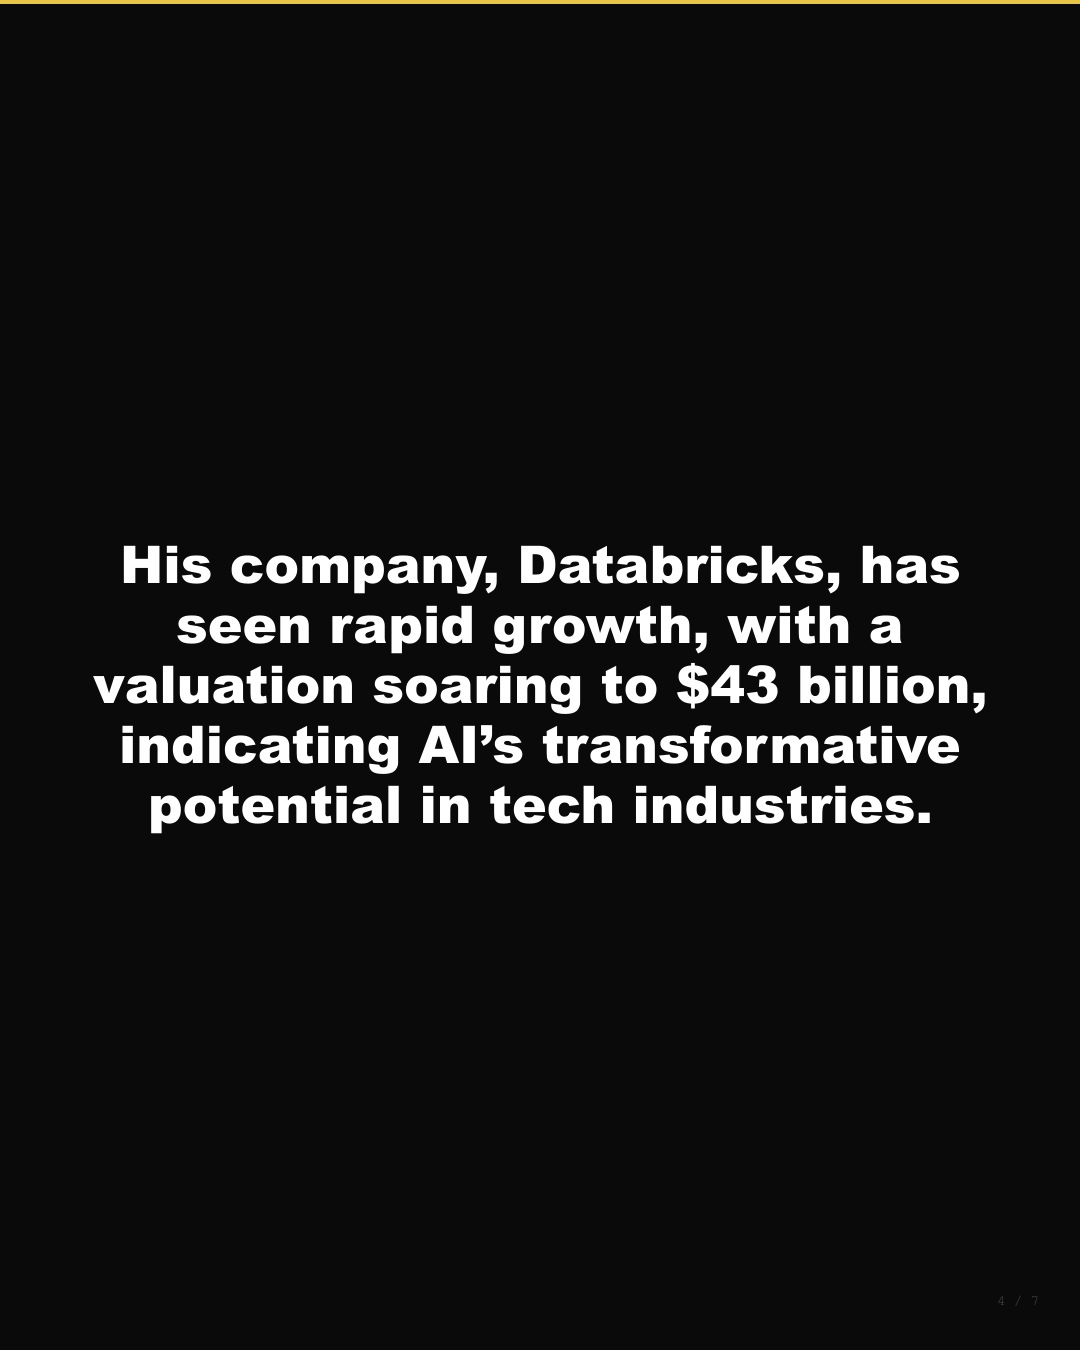 His company, Databricks, has
seen rapid growth, with a
valuation soaring to $43 billion,
indicating AI’s transformative
potential in tech industries.
4 / 7